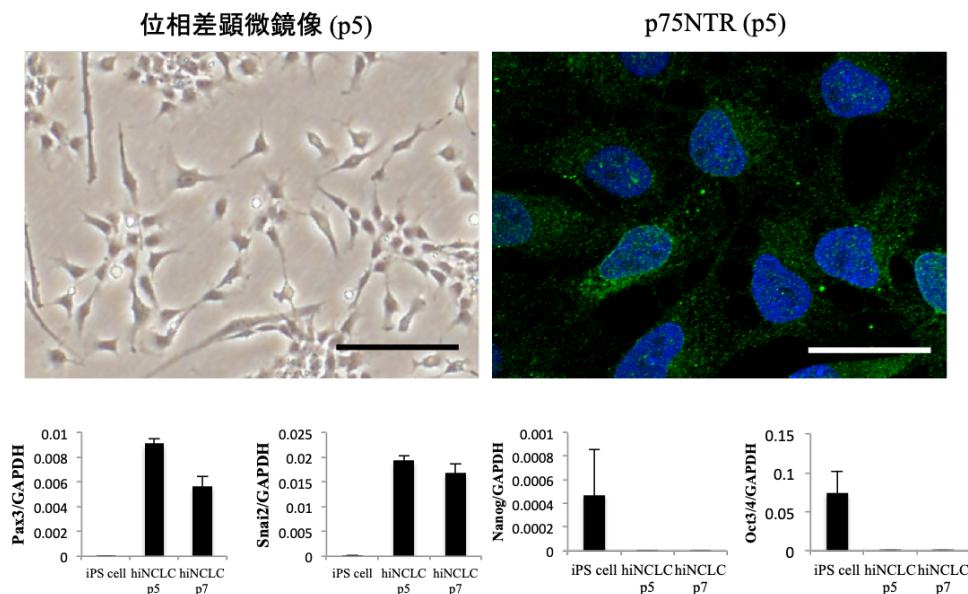 位相差顕微鏡像 (p5)
p75NTR (p5)
Pax3/GAPDH
0.01
0.008
0.006
0.004
0.002
0
iPS cell hiNCLC hiNCLC
p5 p7
Snai2/GAPDH
0.025
0.02
0.015
0.01
0.005
0
iPS cell hiNCLC hiNCLC
p5 p7
Nanog/GAPDH
0.001
0.0008
0.0006
0.0004
0.0002
0
iPS cell hiNCLC hiNCLC
p5 p7
Oct3/4/GAPDH
0.15
0.1
0.05
0
iPS cell hiNCLC hiNCLC
p5 p7